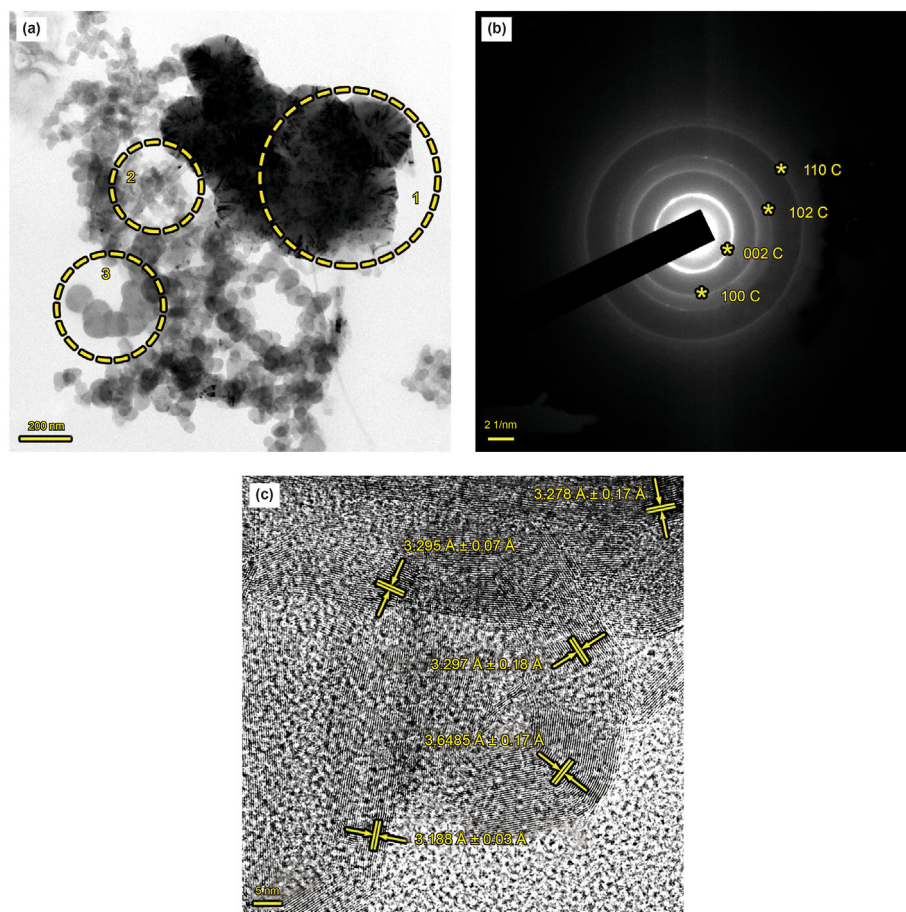 (a)
1
2
3
200 nm
(b)
110 C
102 C
002 C
100 C
2 1/nm
(c)
3.278 Å ± 0.17 Å
3.295 Å ± 0.07 Å
3.297 Å ± 0.18 Å
3.6485 Å ± 0.17 Å
3.188 Å ± 0.03 Å
5 nm